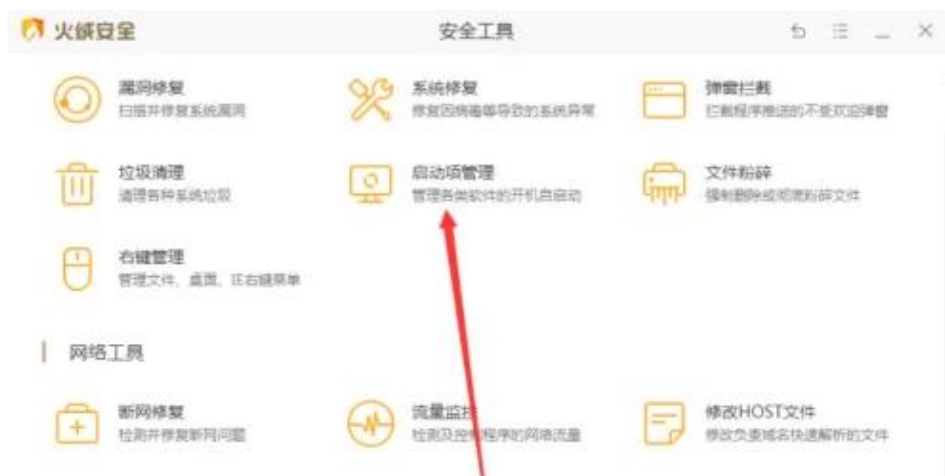 火绒安全
安全工具
漏洞修复
扫描并修复系统漏洞
系统修复
修复因病毒等导致的系统异常
弹窗拦截
拦截程序推送的不受欢迎弹窗
垃圾清理
清理各种系统垃圾
启动项管理
管理各类软件的开机自启动
文件粉碎
强制删除或彻底粉碎文件
右键管理
管理文件、桌面、IE右键菜单
网络工具
断网修复
检测并修复断网问题
流量监控
检测及控制程序的网络流量
修改HOST文件
修改负责域名快速解析的文件